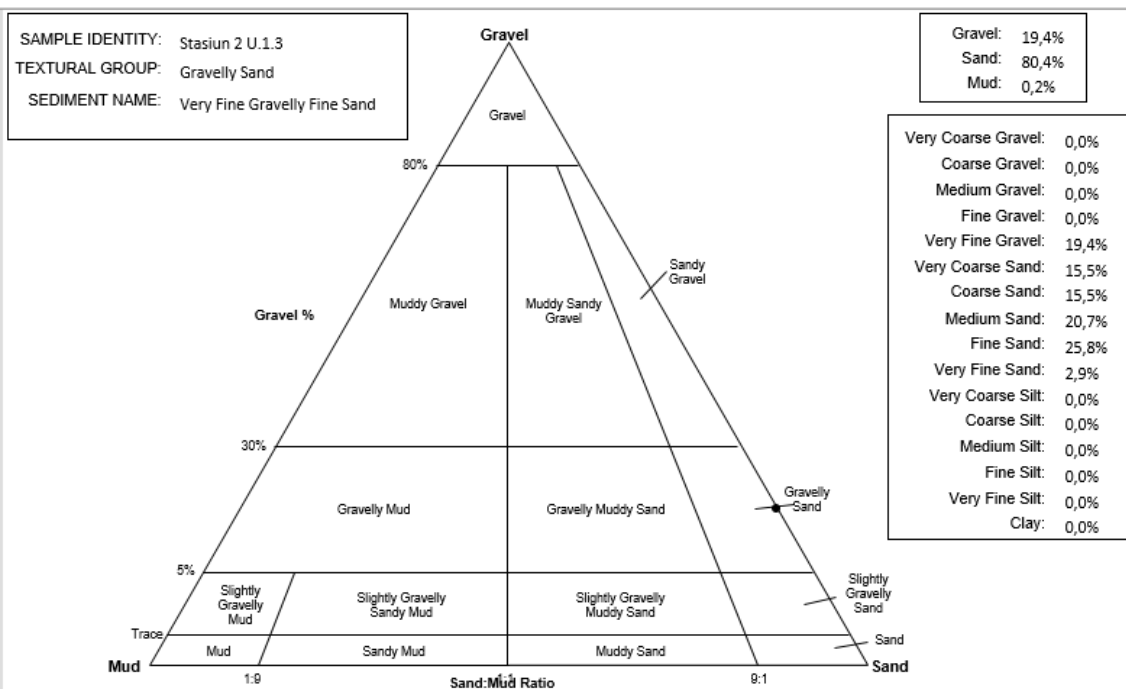 SAMPLE IDENTITY: Stasiun 2 U.1.3
TEXTURAL GROUP: Gravelly Sand
SEDIMENT NAME: Very Fine Gravelly Fine Sand
Gravel: 19,4%
Sand: 80,4%
Mud: 0,2%
Very Coarse Gravel: 0,0%
Coarse Gravel: 0,0%
Medium Gravel: 0,0%
Fine Gravel: 0,0%
Very Fine Gravel: 19,4%
Very Coarse Sand: 15,5%
Coarse Sand: 15,5%
Medium Sand: 20,7%
Fine Sand: 25,8%
Very Fine Sand: 2,9%
Very Coarse Silt: 0,0%
Coarse Silt: 0,0%
Medium Silt: 0,0%
Fine Silt: 0,0%
Very Fine Silt: 0,0%
Clay: 0,0%
Gravel
Gravel
80%
Sandy
Gravel
Muddy Gravel
Muddy Sandy
Gravel
Gravel %
30%
Gravelly Mud
Gravelly Muddy Sand
Gravelly
Sand
5%
Slightly
Gravelly
Mud
Slightly Gravelly
Sandy Mud
Slightly Gravelly
Muddy Sand
Slightly
Gravelly
Sand
Trace
Mud
Sandy Mud
Muddy Sand
Sand
Mud
Sand
1:9
1:1
9:1
Sand:Mud Ratio